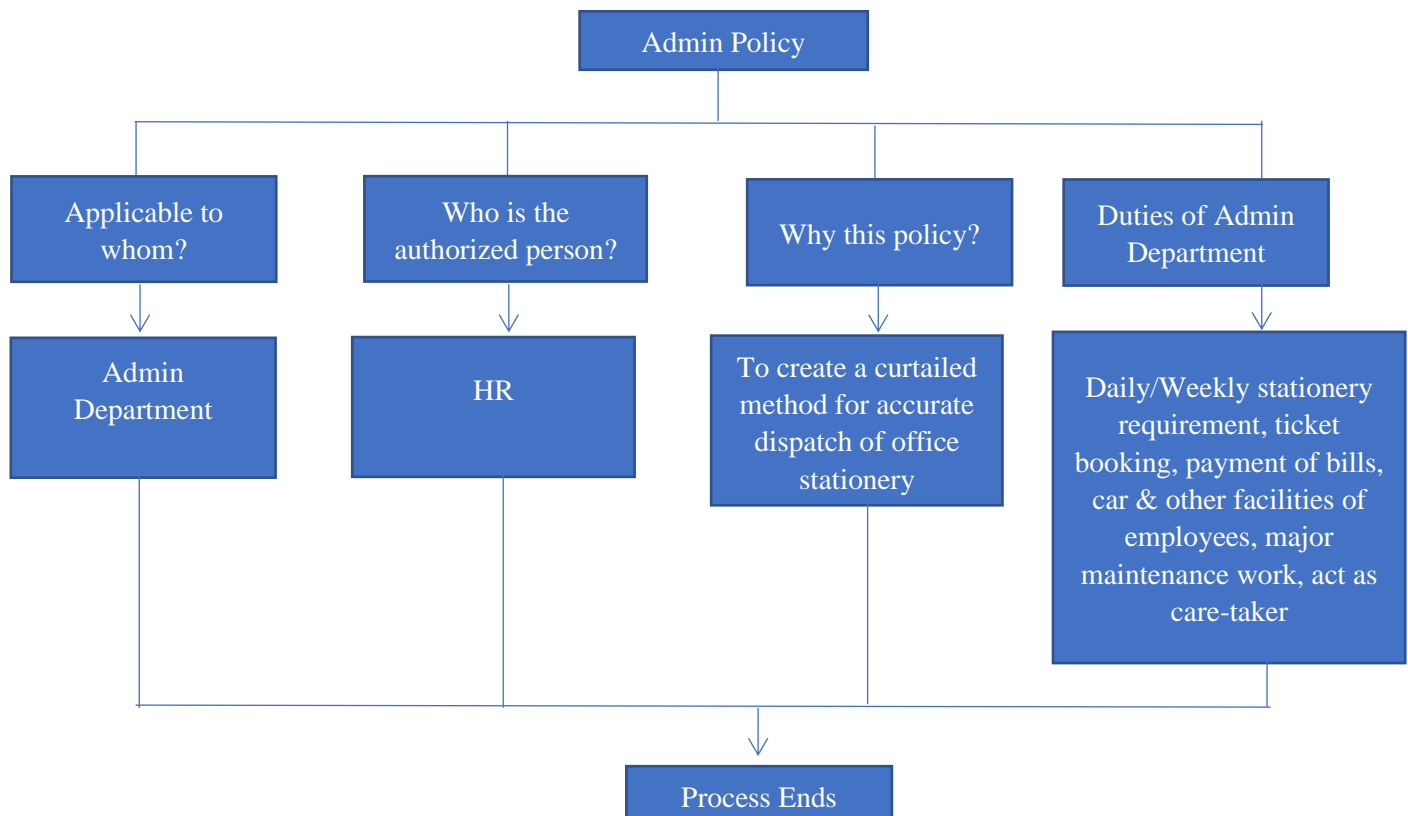 Admin Policy
Applicable to
whom?
Who is the
authorized person?
Why this policy?
Duties of Admin
Department
Admin
Department
HR
To create a curtailed
method for accurate
dispatch of office
stationery
Daily/Weekly stationery
requirement, ticket
booking, payment of bills,
car & other facilities of
employees, major
maintenance work, act as
care-taker
Process Ends